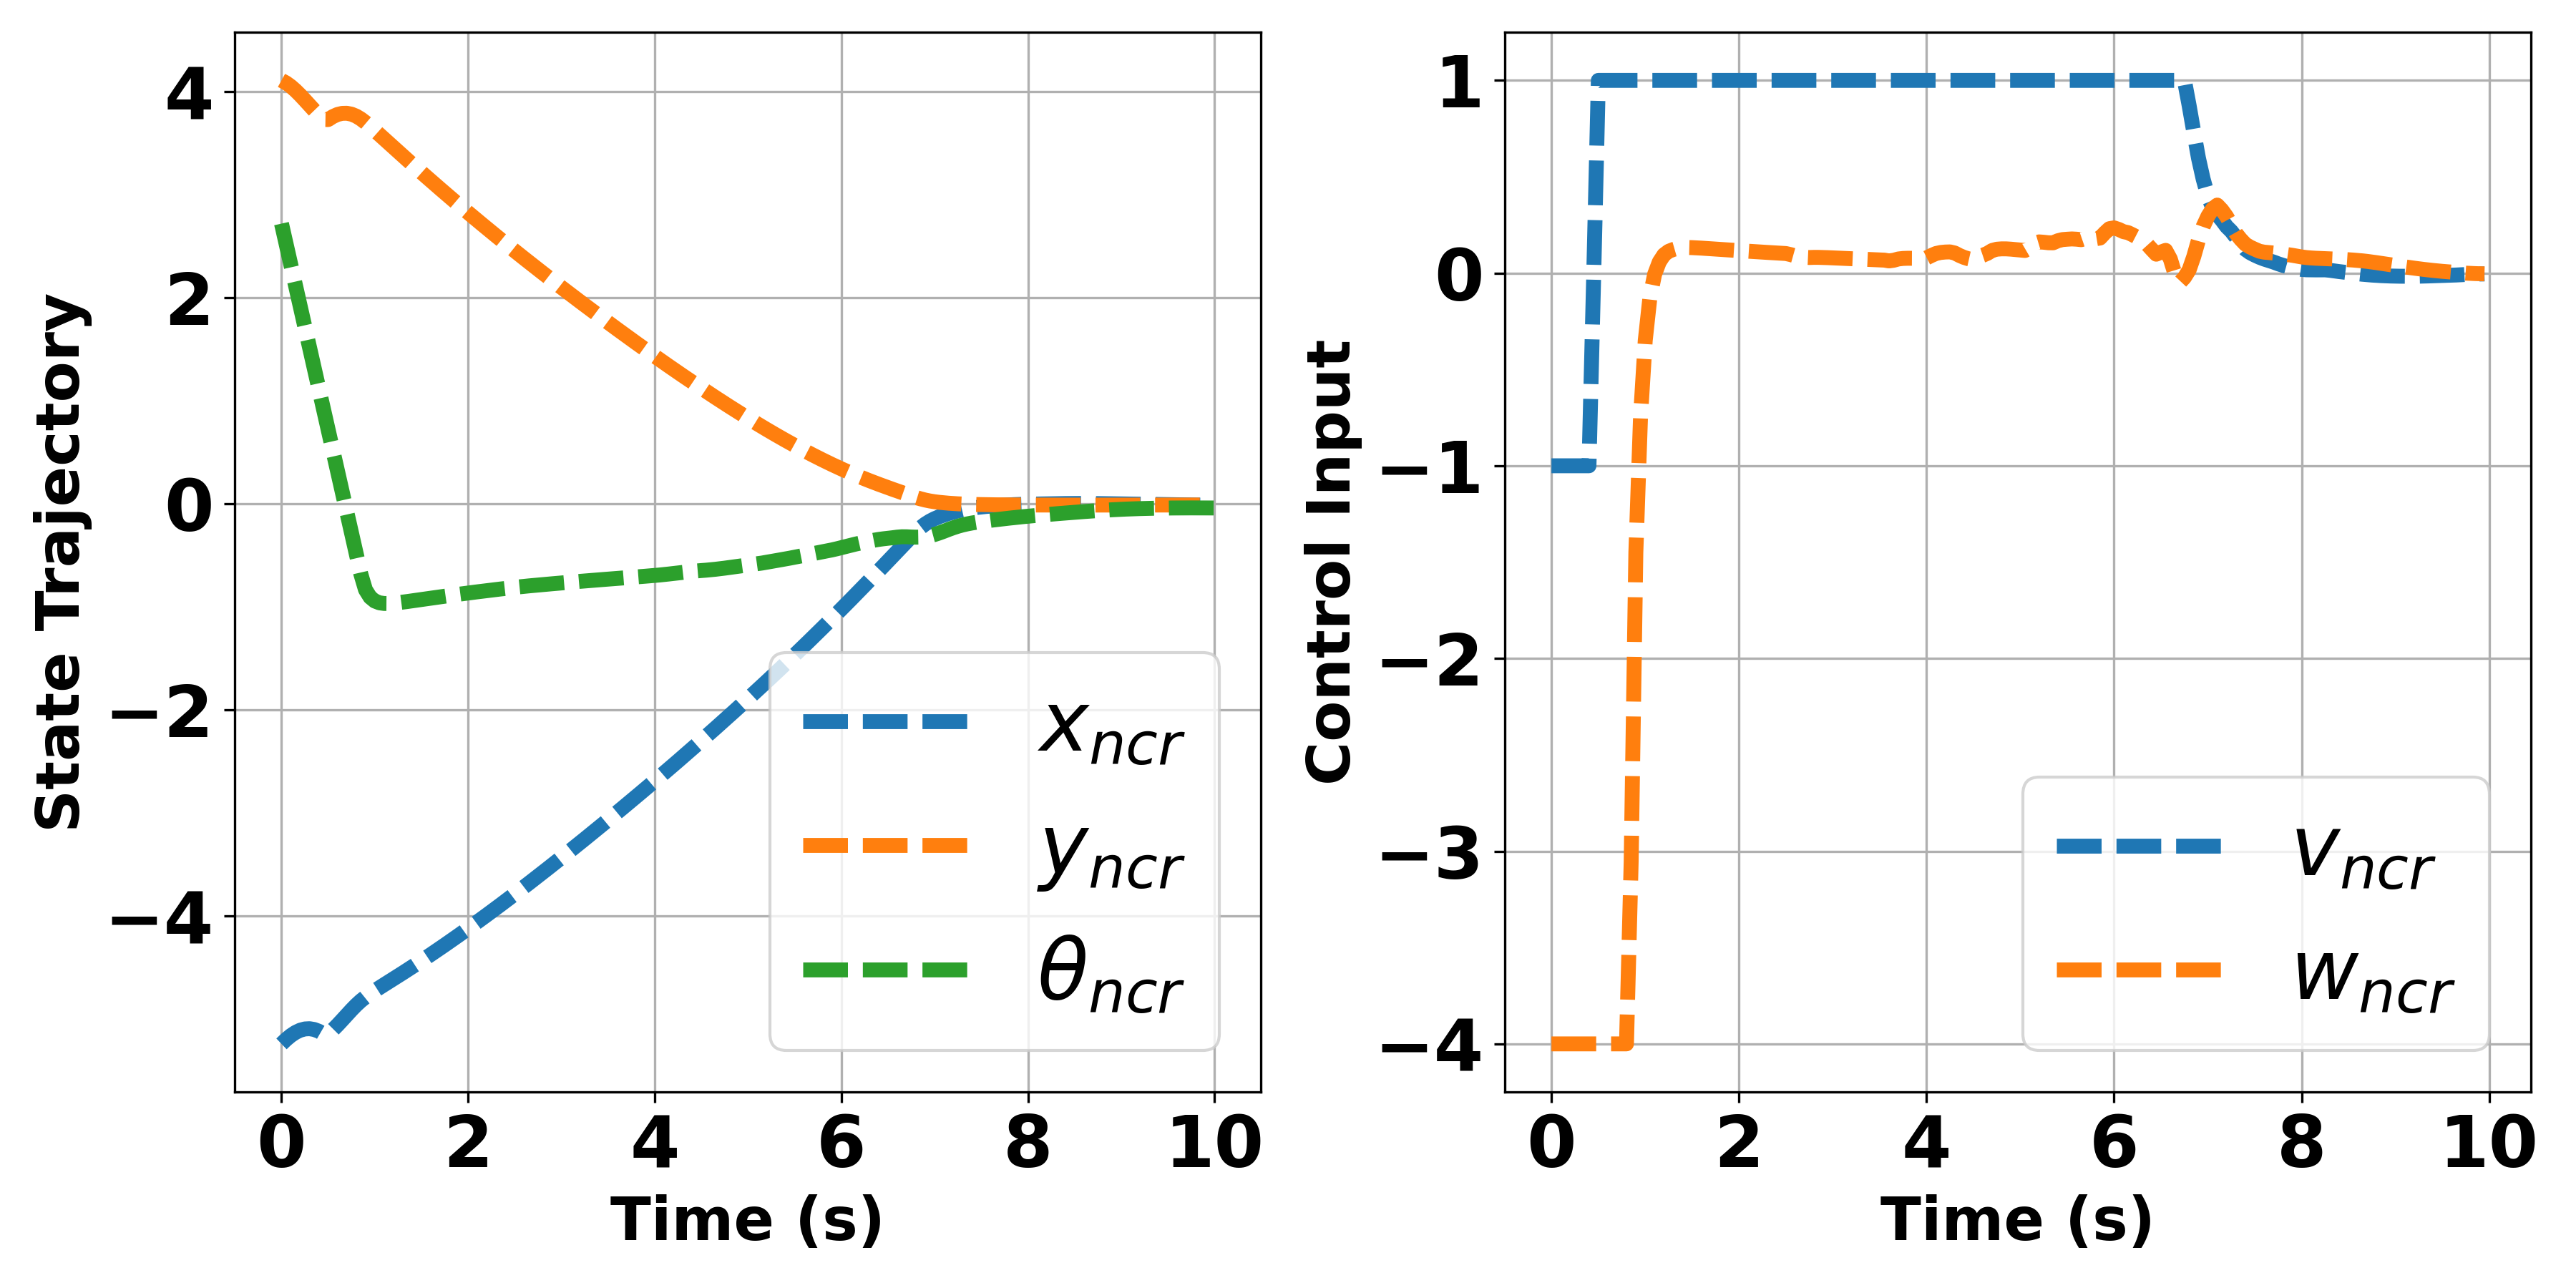 State Trajectory
4
2
0
−2
−4
0 2 4 6 8 10
Time (s)
x_ncr
y_ncr
θ_ncr
Control Input
1
0
−1
−2
−3
−4
0 2 4 6 8 10
Time (s)
v_ncr
w_ncr